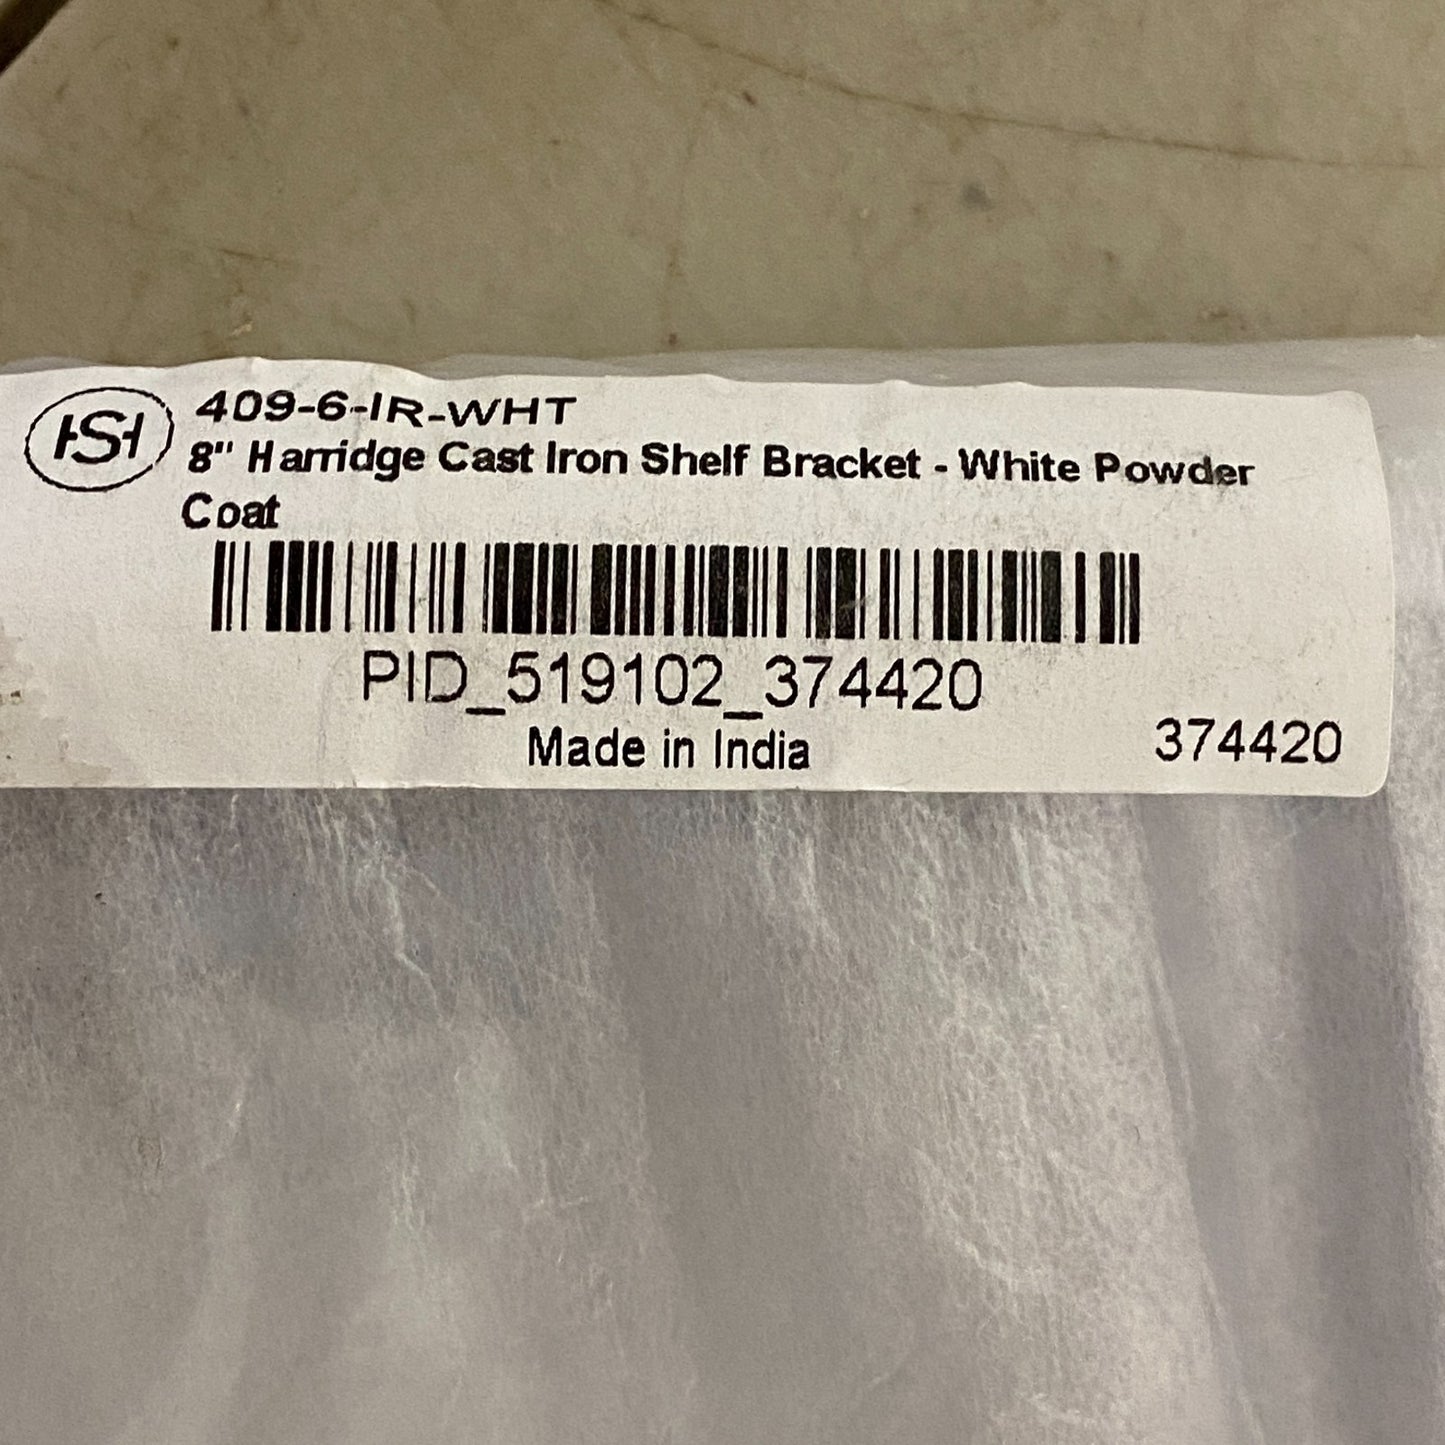 HSH
409-6-IR-WHT
8" Harridge Cast Iron Shelf Bracket - White Powder
Coat
PID_519102_374420
Made in India
374420